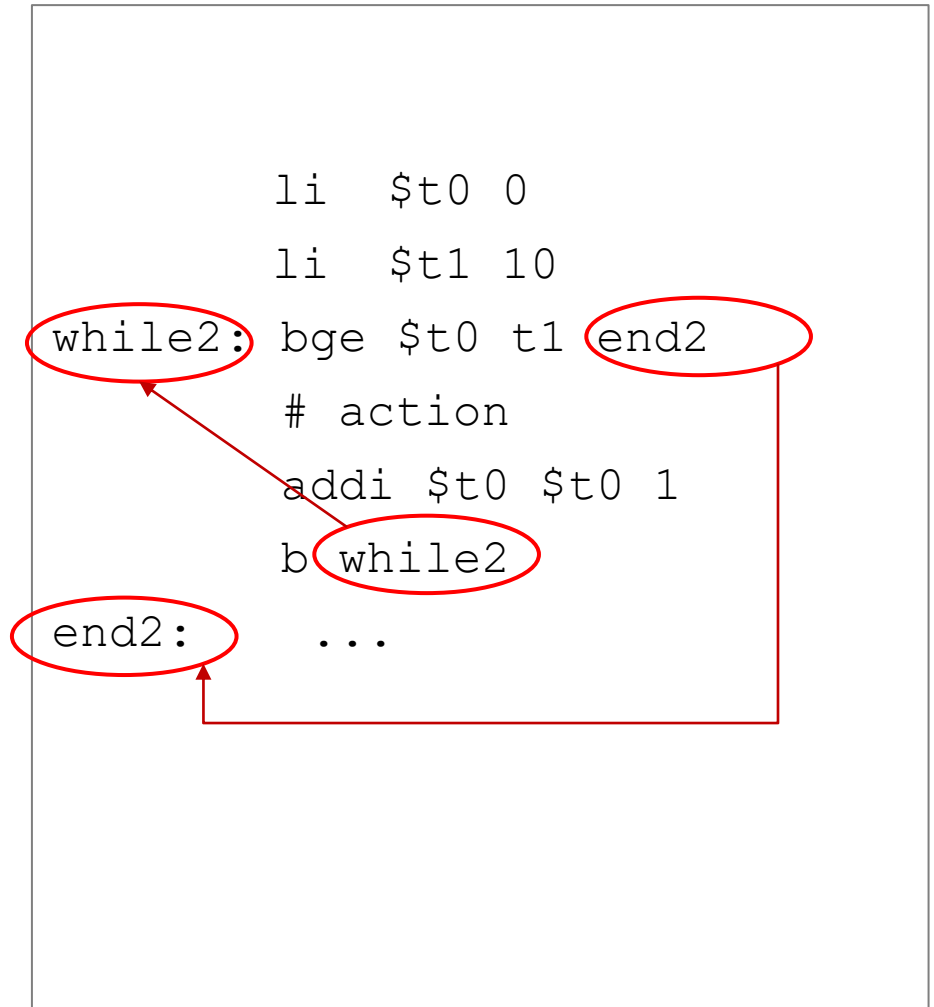 li $t0 0
li $t1 10
while2: bge $t0 t1 end2
# action
addi $t0 $t0 1
b while2
end2: ...